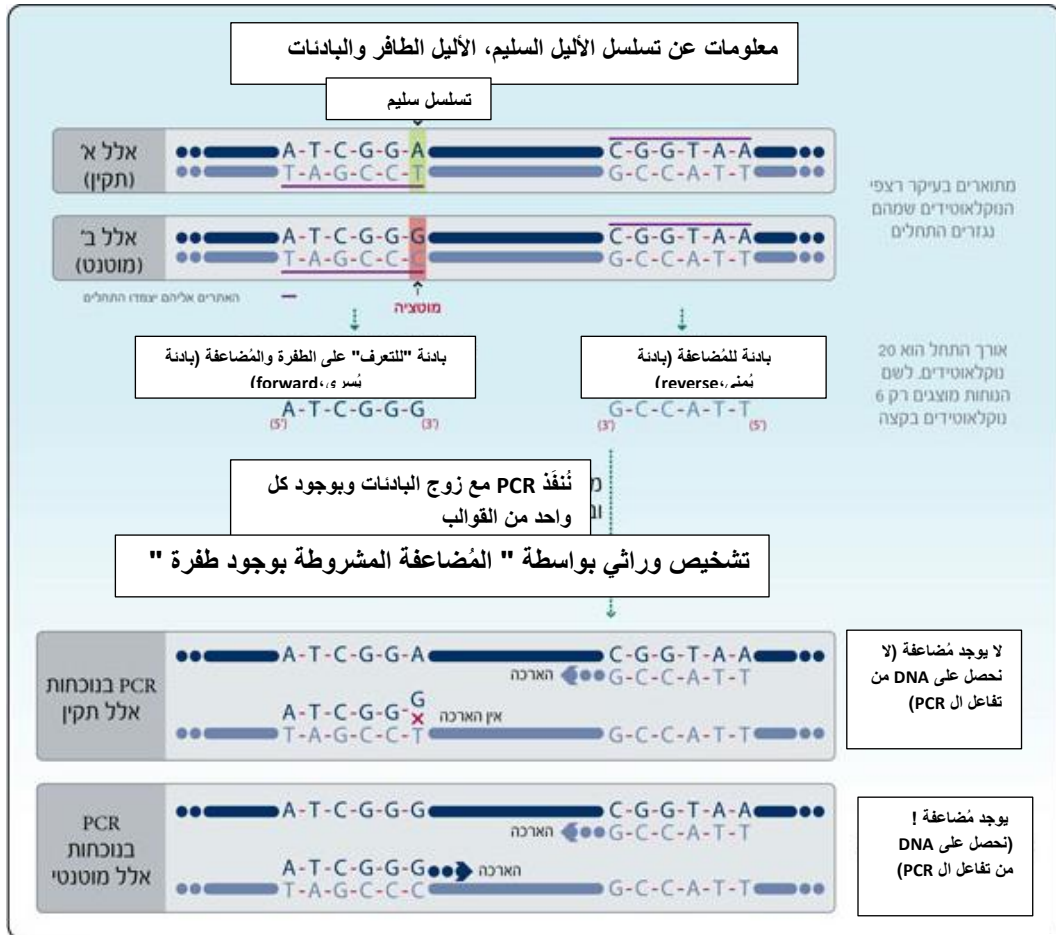 معلومات عن تسلسل الأليل السليم، الأليل الطافر والبادئات
تسلسل سليم
אלל א'
(תקין)
A-T-C-G-G-A
C-G-G-T-A-A
T-A-G-C-C-T
G-C-C-A-T-T
מתוארים בעיקר רצפי
הנוקלאוטידים שמהם
נגזרים התחלים
אלל ב'
(מוטנט)
A-T-C-G-G-G
C-G-G-T-A-A
T-A-G-C-C-C
G-C-C-A-T-T
האתרים אליהם יצמדו התחלים
מוטציה
بادئة "للتعرف" على الطفرة والمُضاعفة (بادئة
يُسرى،forward)
بادئة للمُضاعفة (بادئة
يُمنى،reverse)
אורך התחל הוא 20
נוקלאוטידים. לשם
הנוחות מוצגים רק 6
נוקלאוטידים בקצה
A-T-C-G-G-G
(5') (3')
G-C-C-A-T-T
(3') (5')
نُنفَذ PCR مع زوج البادئات وبوجود كل
واحد من القوالب
تشخيص وراثي بواسطة " المُضاعفة المشروطة بوجود طفرة "
PCR בנוכחות
אלל תקין
A-T-C-G-G-A
C-G-G-T-A-A
הארכה
G-C-C-A-T-T
G
A-T-C-G-G
x
אין הארכה
T-A-G-C-C-T
G-C-C-A-T-T
لا يوجد مُضاعفة (لا
نحصل على DNA من
تفاعل ال PCR)
PCR
בנוכחות
אלל מוטנטי
A-T-C-G-G-G
C-G-G-T-A-A
הארכה
G-C-C-A-T-T
A-T-C-G-G-G
הארכה
T-A-G-C-C-C
G-C-C-A-T-T
يوجد مُضاعفة !
(نحصل على DNA
من تفاعل ال PCR)